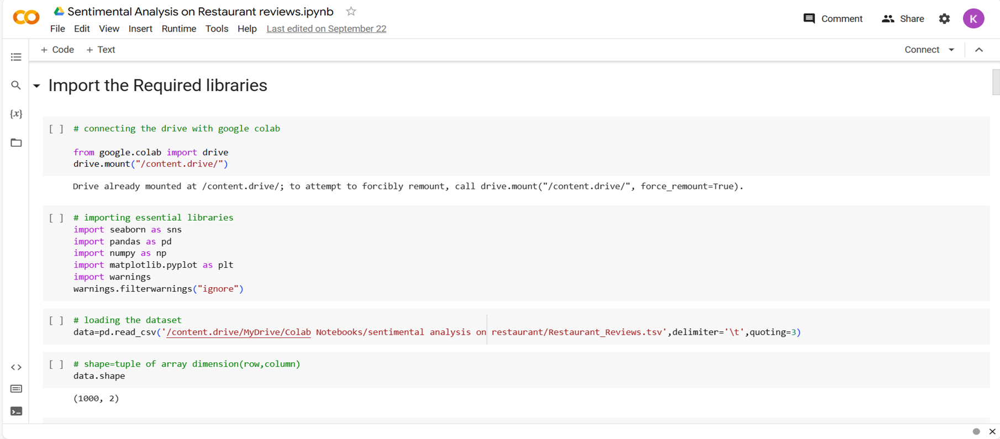 Sentimental Analysis on Restaurant reviews.ipynb
File Edit View Insert Runtime Tools Help Last edited on September 22
Comment Share K
+ Code + Text
Connect
Import the Required libraries
{x}
[ ] # connecting the drive with google colab
from google.colab import drive
drive.mount("/content.drive/")
Drive already mounted at /content.drive/; to attempt to forcibly remount, call drive.mount("/content.drive/", force_remount=True).
[ ] # importing essential libraries
import seaborn as sns
import pandas as pd
import numpy as np
import matplotlib.pyplot as plt
import warnings
warnings.filterwarnings("ignore")
[ ] # loading the dataset
data=pd.read_csv('/content.drive/MyDrive/Colab Notebooks/sentimental analysis on restaurant/Restaurant_Reviews.tsv',delimiter='\t',quoting=3)
[ ] # shape=tuple of array dimension(row,column)
data.shape
(1000, 2)